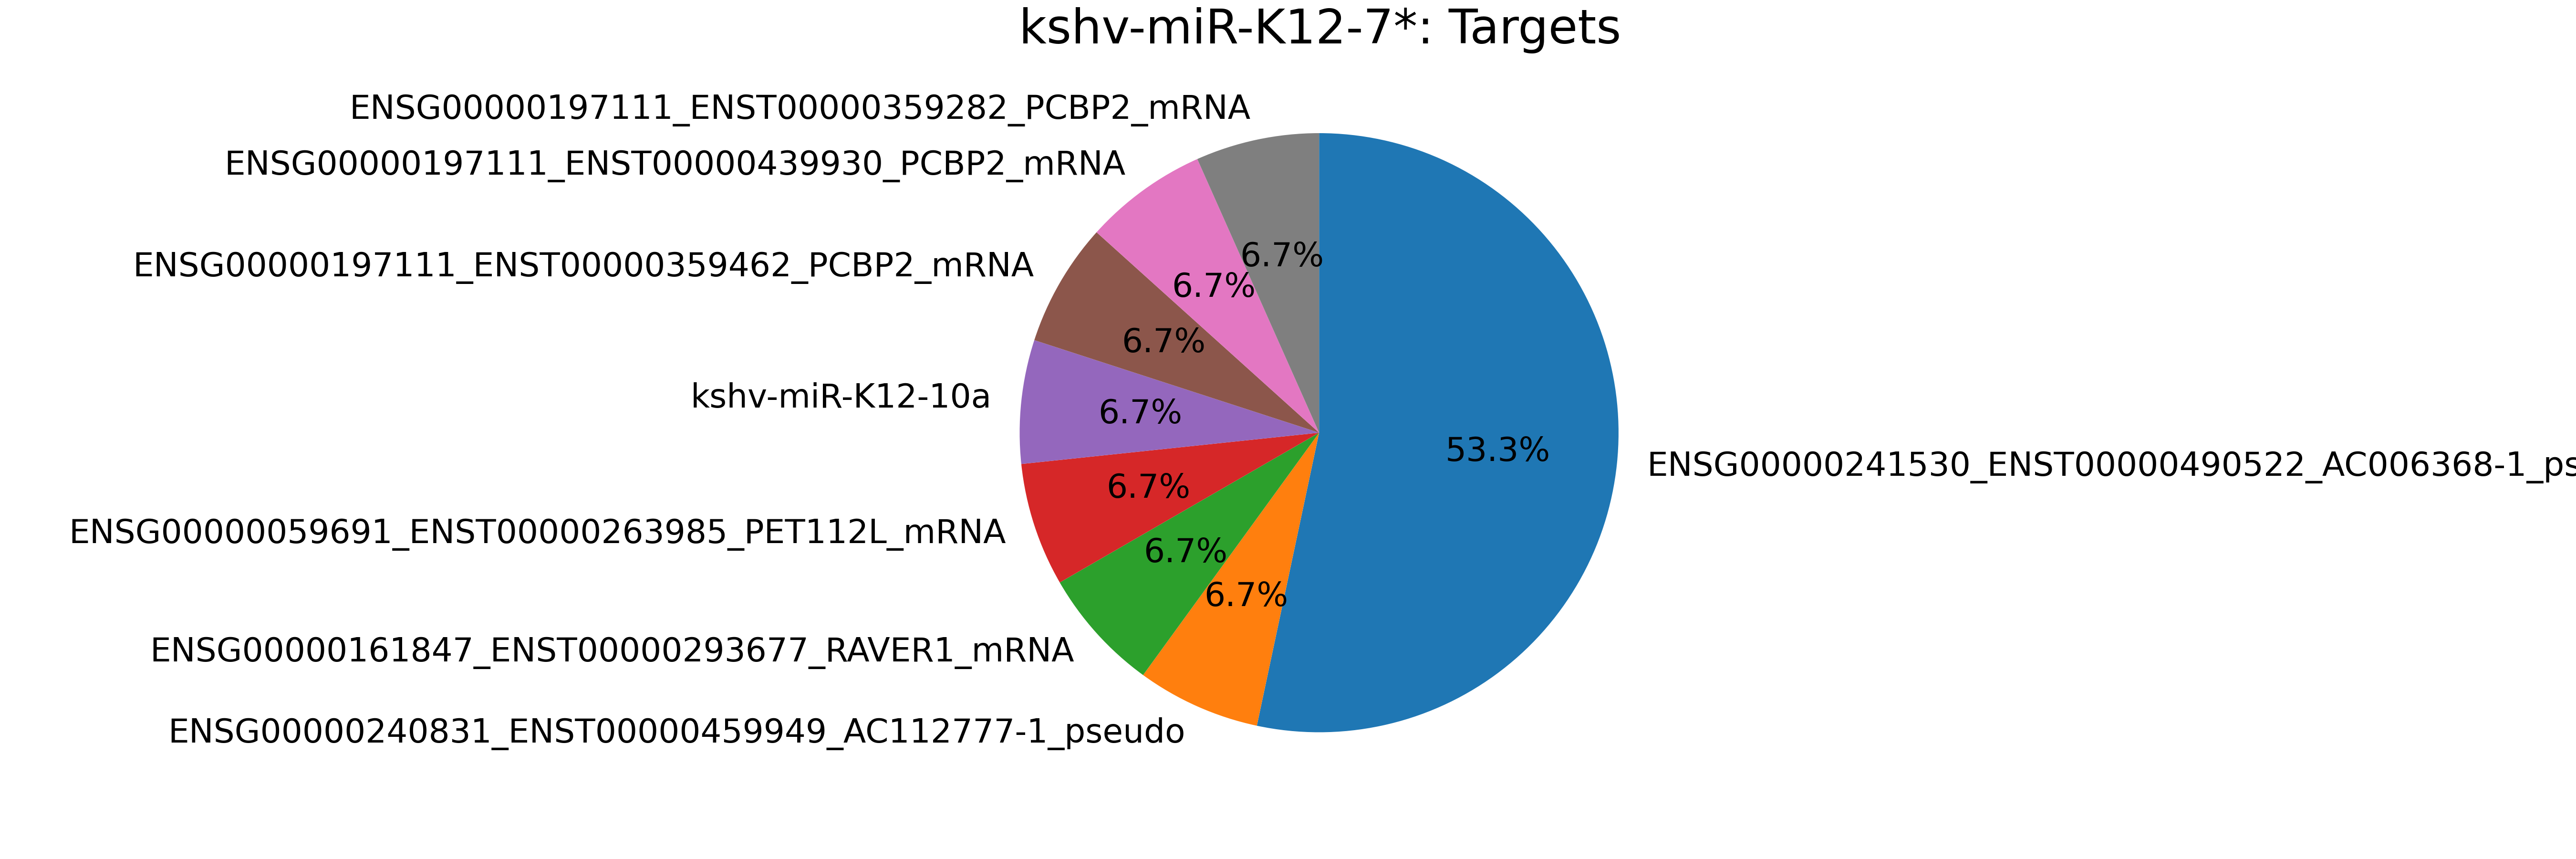 kshv-miR-K12-7*: Targets
ENSG00000197111_ENST00000359282_PCBP2_mRNA
ENSG00000197111_ENST00000439930_PCBP2_mRNA
ENSG00000197111_ENST00000359462_PCBP2_mRNA
kshv-miR-K12-10a
ENSG00000059691_ENST00000263985_PET112L_mRNA
ENSG00000161847_ENST00000293677_RAVER1_mRNA
ENSG00000240831_ENST00000459949_AC112777-1_pseudo
ENSG00000241530_ENST00000490522_AC006368-1_ps
6.7%
6.7%
6.7%
6.7%
6.7%
6.7%
6.7%
53.3%